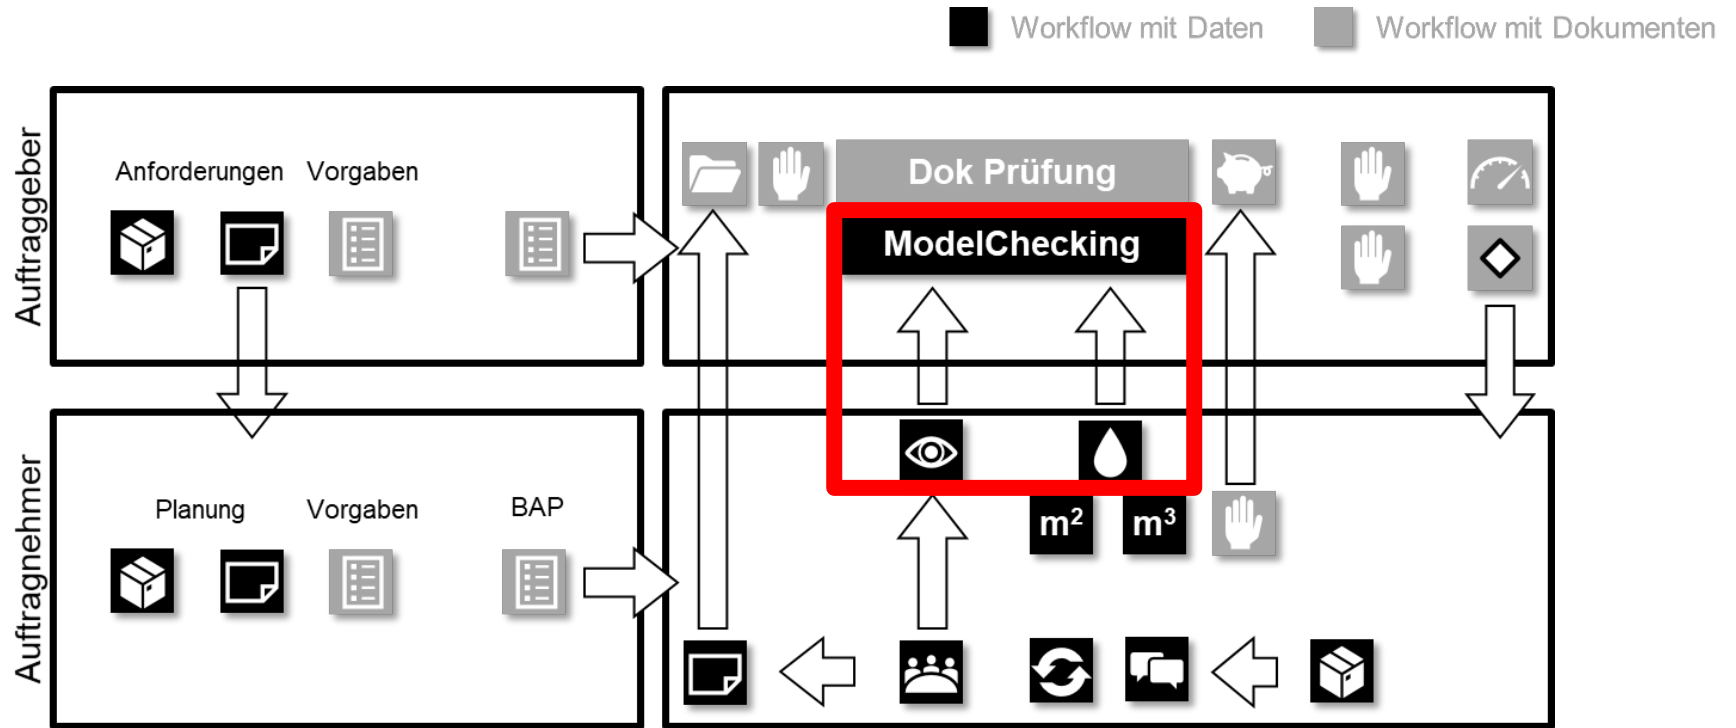 Workflow mit Daten
Workflow mit Dokumenten
Auftraggeber
Anforderungen
Vorgaben
Dok Prüfung
ModelChecking
Auftragnehmer
Planung
Vorgaben
BAP
m²
m³